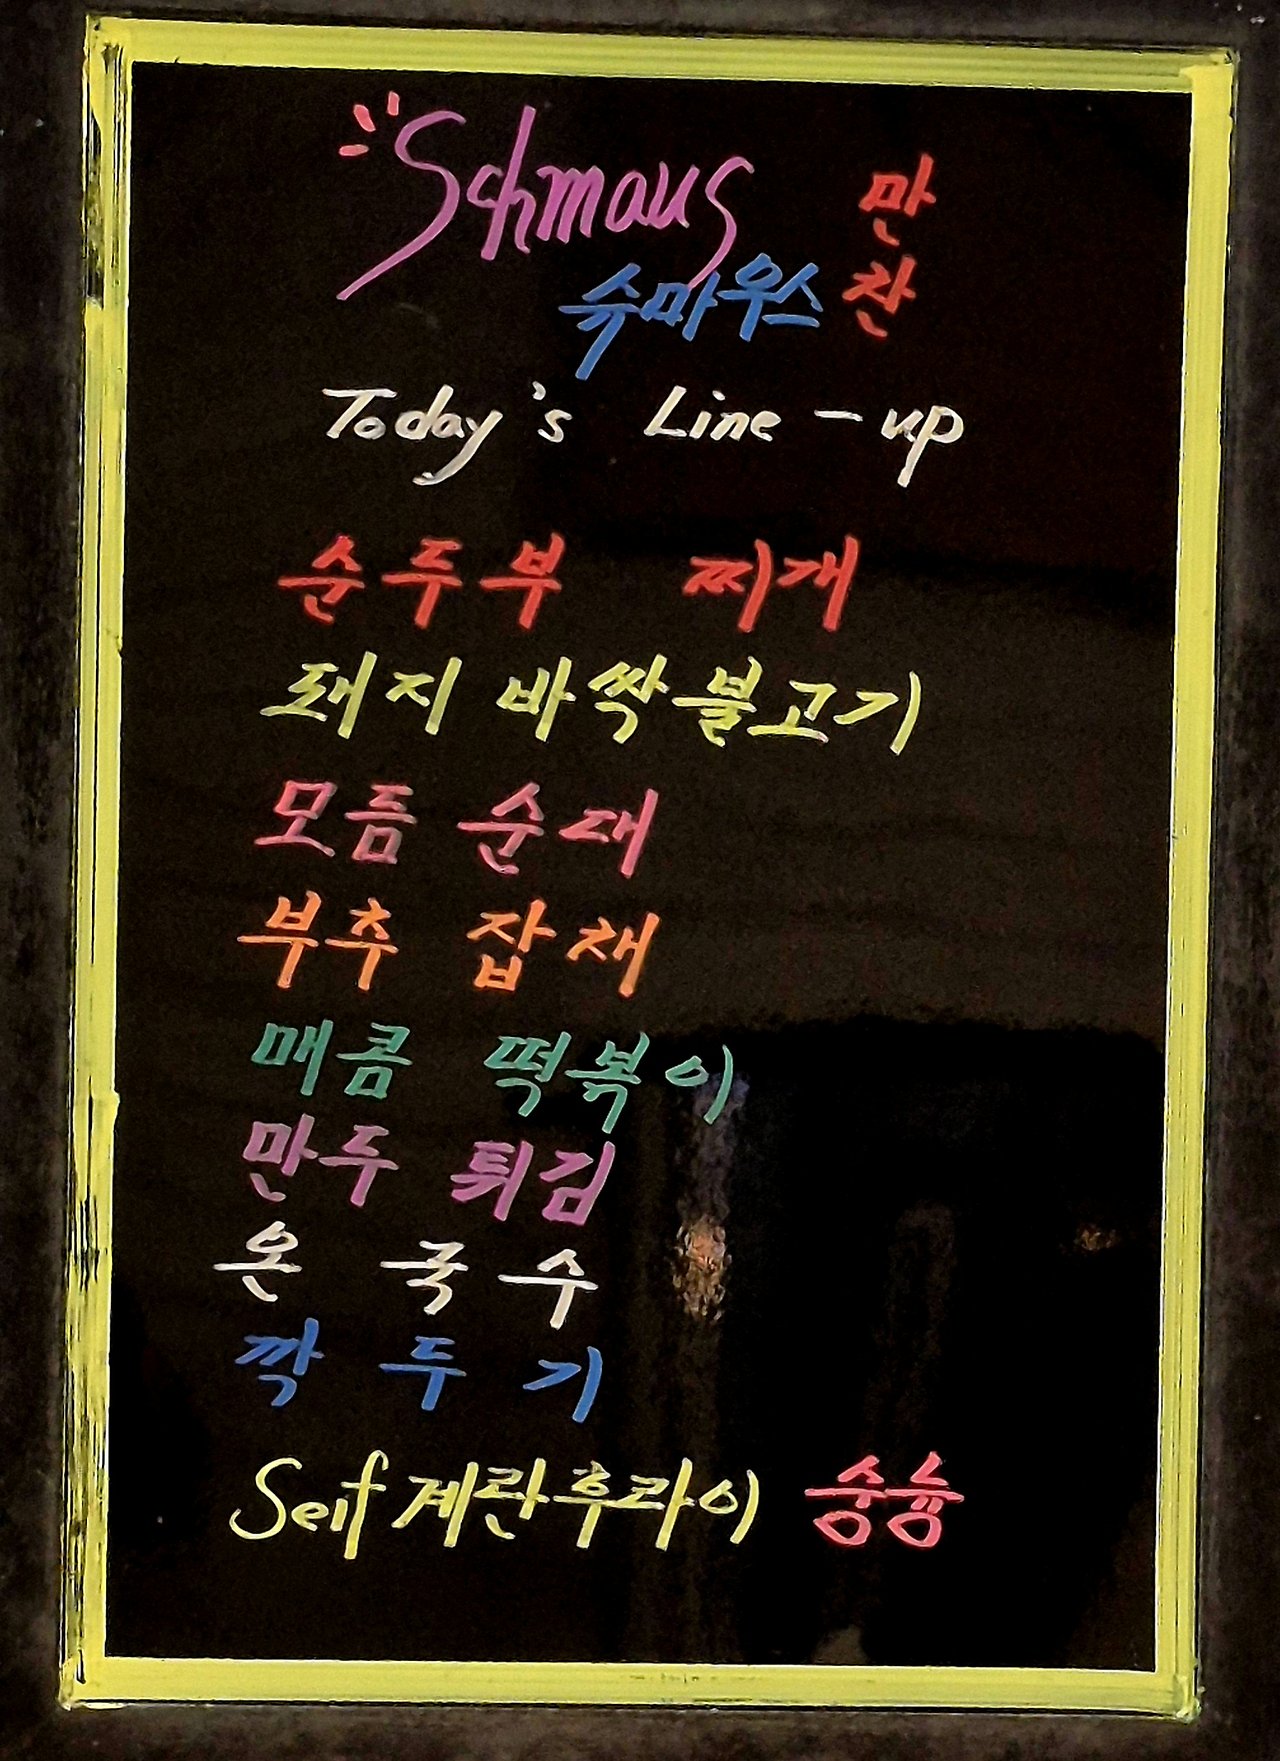 Schmaus 만찬
슈마우스
Today's Line-up
순두부 찌개
돼지 바싹불고기
모듬 순대
부추 잡채
매콤 떡볶이
만두 튀김
온 국수
깍 두 기
Self 계란후라이 숭늉